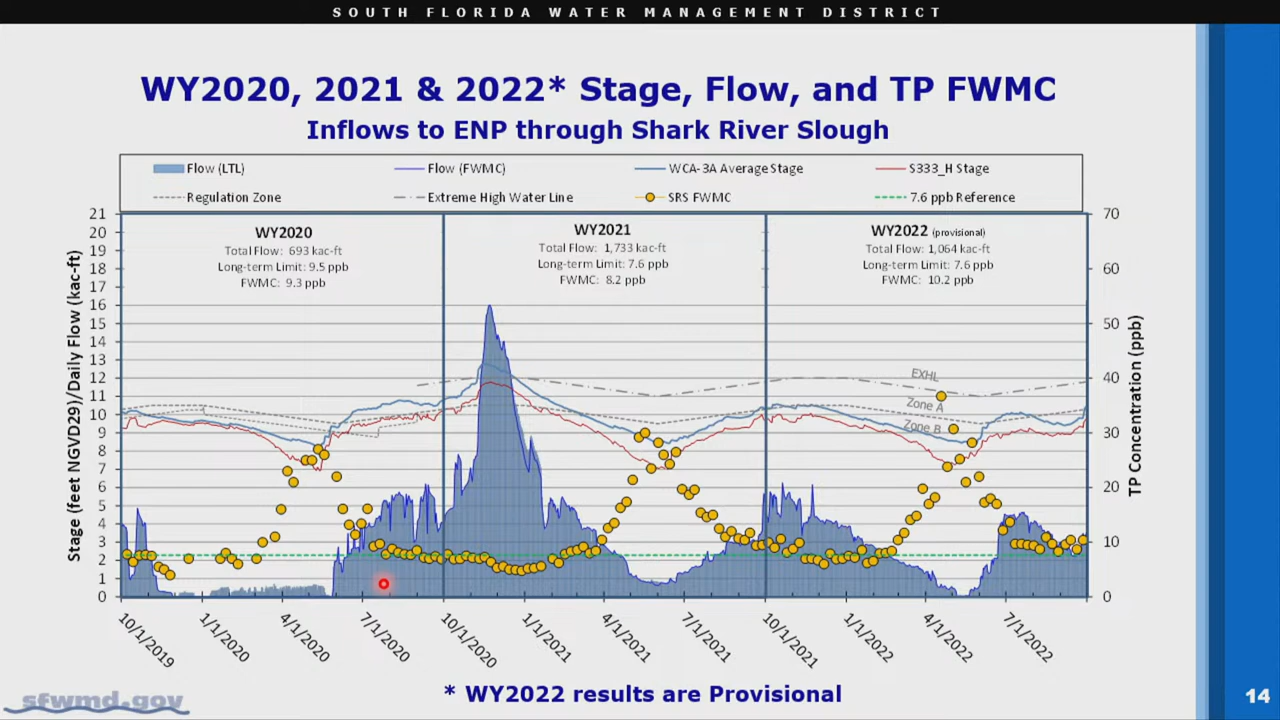 SOUTH FLORIDA WATER MANAGEMENT DISTRICT
WY2020, 2021 & 2022* Stage, Flow, and TP FWMC
Inflows to ENP through Shark River Slough
Flow (LTL) Flow (FWMC) WCA-3A Average Stage S333_H Stage
Regulation Zone Extreme High Water Line SRS FWMC 7.6 ppb Reference
Stage (feet NGVD29)/Daily Flow (kac-ft)
21
20
19
18
17
16
15
14
13
12
11
10
9
8
7
6
5
4
3
2
1
0
WY2020
Total Flow: 693 kac-ft
Long-term Limit: 9.5 ppb
FWMC: 9.3 ppb
WY2021
Total Flow: 1,733 kac-ft
Long-term Limit: 7.6 ppb
FWMC: 8.2 ppb
WY2022 (provisional)
Total Flow: 1,064 kac-ft
Long-term Limit: 7.6 ppb
FWMC: 10.2 ppb
EXHL
Zone A
Zone B
70
60
50
40
30
20
10
0
TP Concentration (ppb)
10/1/2019
1/1/2020
4/1/2020
7/1/2020
10/1/2020
1/1/2021
4/1/2021
7/1/2021
10/1/2021
1/1/2022
4/1/2022
7/1/2022
* WY2022 results are Provisional
sfwmd.gov
14